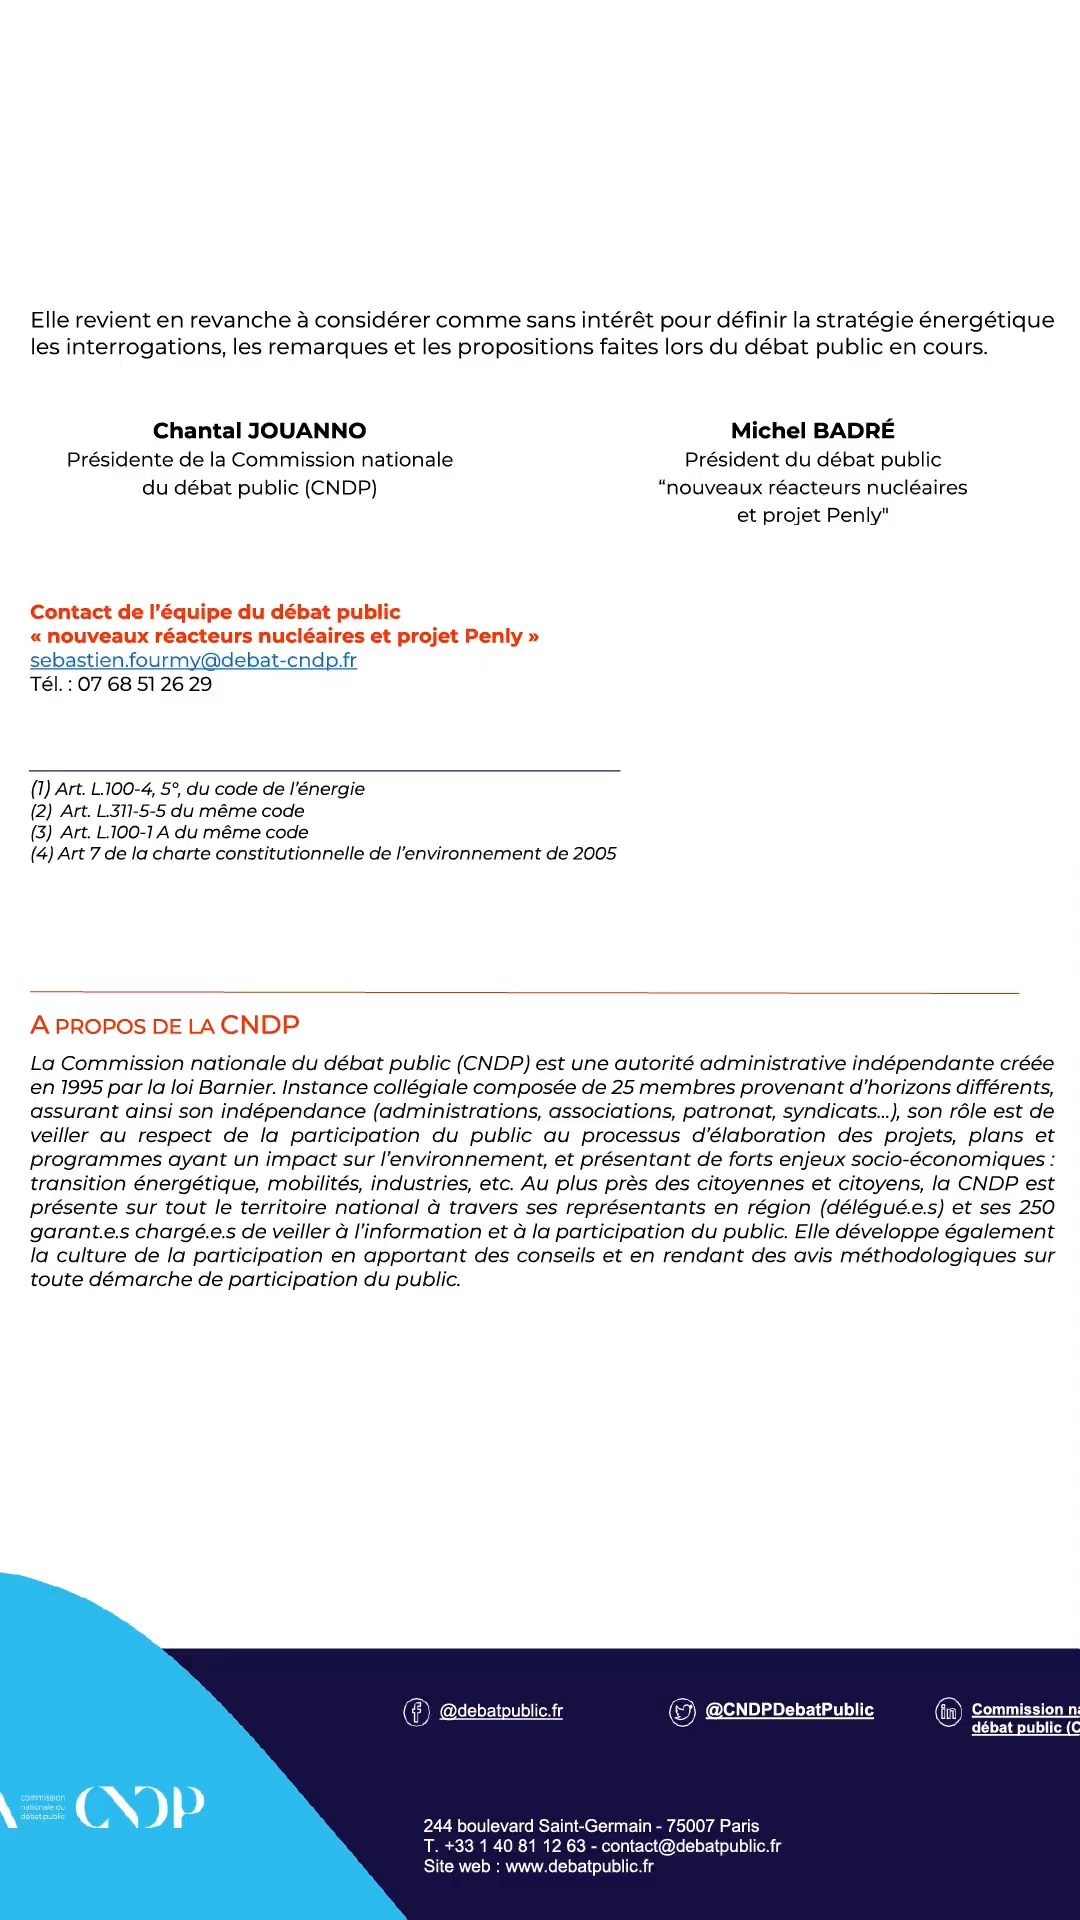 Elle revient en revanche à considérer comme sans intérêt pour définir la stratégie énergétique
les interrogations, les remarques et les propositions faites lors du débat public en cours.
Chantal JOUANNO
Présidente de la Commission nationale
du débat public (CNDP)
Michel BADRÉ
Président du débat public
“nouveaux réacteurs nucléaires
et projet Penly"
Contact de l’équipe du débat public
« nouveaux réacteurs nucléaires et projet Penly »
sebastien.fourmy@debat-cndp.fr
Tél. : 07 68 51 26 29
(1) Art. L.100-4, 5°, du code de l’énergie
(2) Art. L.311-5-5 du même code
(3) Art. L.100-1 A du même code
(4) Art 7 de la charte constitutionnelle de l’environnement de 2005
A PROPOS DE LA CNDP
La Commission nationale du débat public (CNDP) est une autorité administrative indépendante créée
en 1995 par la loi Barnier. Instance collégiale composée de 25 membres provenant d’horizons différents,
assurant ainsi son indépendance (administrations, associations, patronat, syndicats…), son rôle est de
veiller au respect de la participation du public au processus d’élaboration des projets, plans et
programmes ayant un impact sur l’environnement, et présentant de forts enjeux socio-économiques :
transition énergétique, mobilités, industries, etc. Au plus près des citoyennes et citoyens, la CNDP est
présente sur tout le territoire national à travers ses représentants en région (délégué.e.s) et ses 250
garant.e.s chargé.e.s de veiller à l’information et à la participation du public. Elle développe également
la culture de la participation en apportant des conseils et en rendant des avis méthodologiques sur
toute démarche de participation du public.
@debatpublic.fr
@CNDPDebatPublic
Commission na
débat public (C
commission
nationale du
débat public
CNDP
244 boulevard Saint-Germain - 75007 Paris
T. +33 1 40 81 12 63 - contact@debatpublic.fr
Site web : www.debatpublic.fr